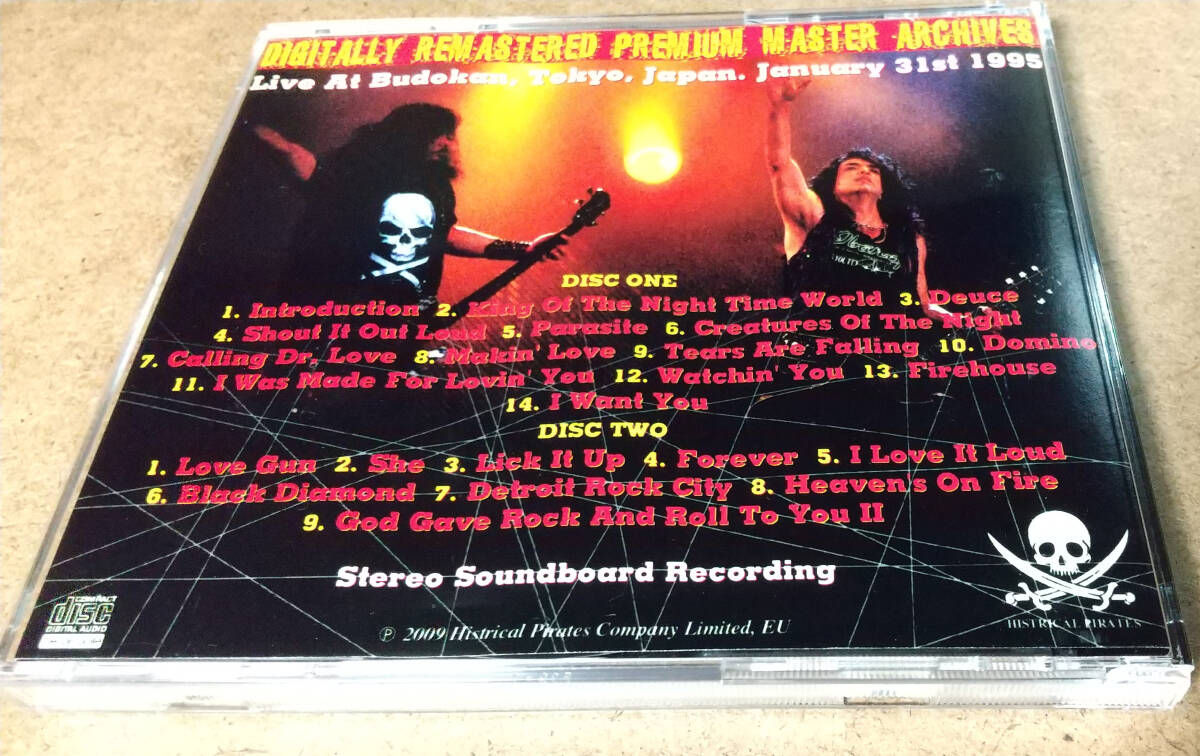 DIGITALLY REMASTERED PREMIUM MASTER ARCHIVES
Live At Budokan, Tokyo, Japan. January 31st 1995
DISC ONE
1. Introduction 2. King Of The Night Time World 3. Deuce
4. Shout It Out Loud 5. Parasite 6. Creatures Of The Night
7. Calling Dr. Love 8. Makin' Love 9. Tears Are Falling 10. Domino
11. I Was Made For Lovin' You 12. Watchin' You 13. Firehouse
14. I Want You
DISC TWO
1. Love Gun 2. She 3. Lick It Up 4. Forever 5. I Love It Loud
6. Black Diamond 7. Detroit Rock City 8. Heaven's On Fire
9. God Gave Rock And Roll To You II
Stereo Soundboard Recording
COMPACT
disc
DIGITAL AUDIO
℗ 2009 Histrical Pirates Company Limited, EU
HISTRICAL PIRATES